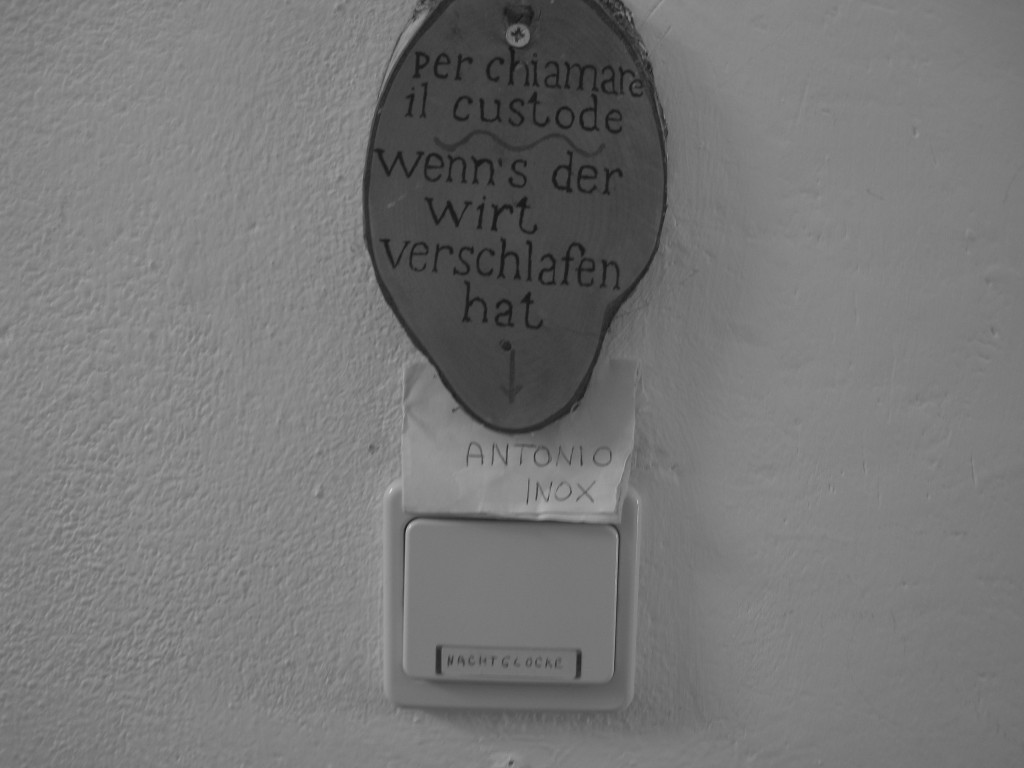 per chiamare
il custode
wenn's der
wirt
verschlafen
hat
ANTONIO
INOX
NACHTGLOCKE